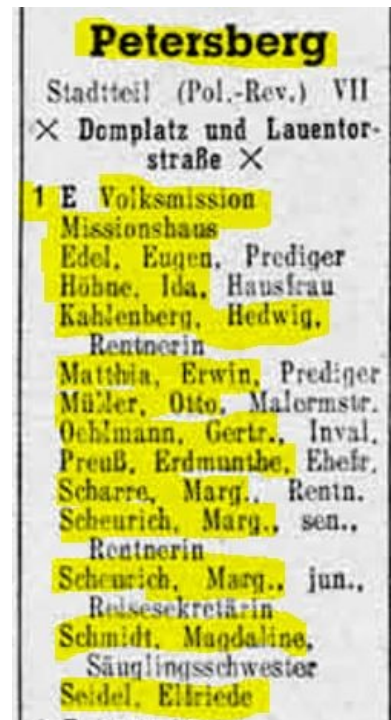 Petersberg
Stadtteil (Pol.-Rev.) VII
× Domplatz und Lauentor-
straße ×
1 E Volksmission
Missionshaus
Edel, Eugen, Prediger
Höhne, Ida, Hausfrau
Kahlenberg, Hedwig,
Rentnerin
Matthia, Erwin, Prediger
Müller, Otto, Malermstr.
Oehlmann, Gertr., Inval.
Preuß, Erdmunthe, Ehefr.
Scharre, Marg., Rentn.
Scheurich, Marg., sen.,
Rentnerin
Scheurich, Marg., jun.,
Reisesekretärin
Schmidt, Magdaline,
Säuglingsschwester
Seidel, Elfriede